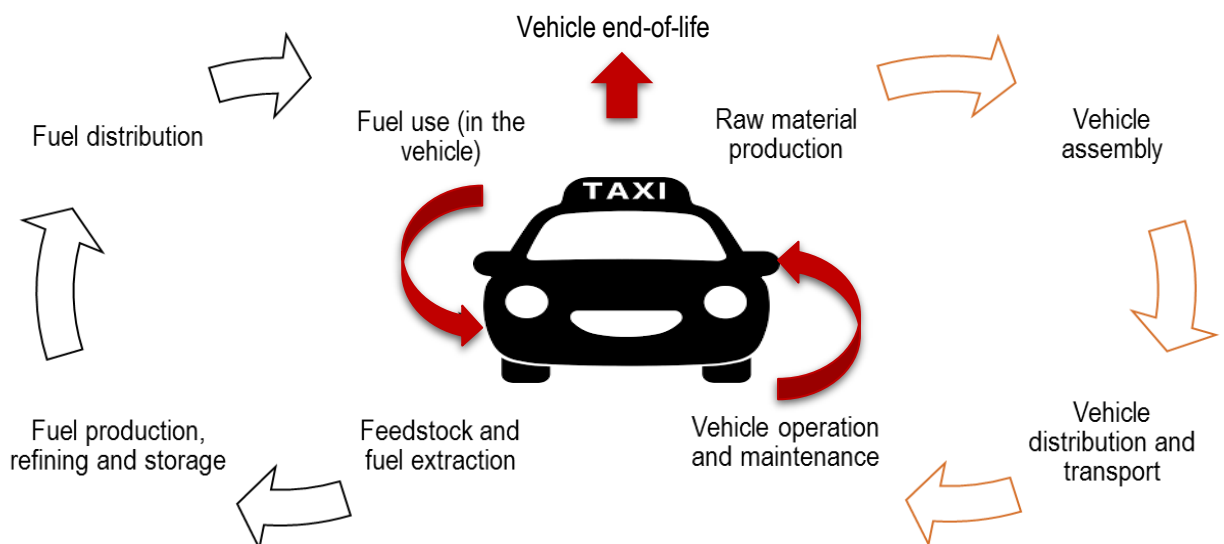 Vehicle end-of-life
Fuel distribution
Fuel use (in the
vehicle)
Raw material
production
Vehicle
assembly
TAXI
Fuel production,
refining and storage
Feedstock and
fuel extraction
Vehicle operation
and maintenance
Vehicle
distribution and
transport